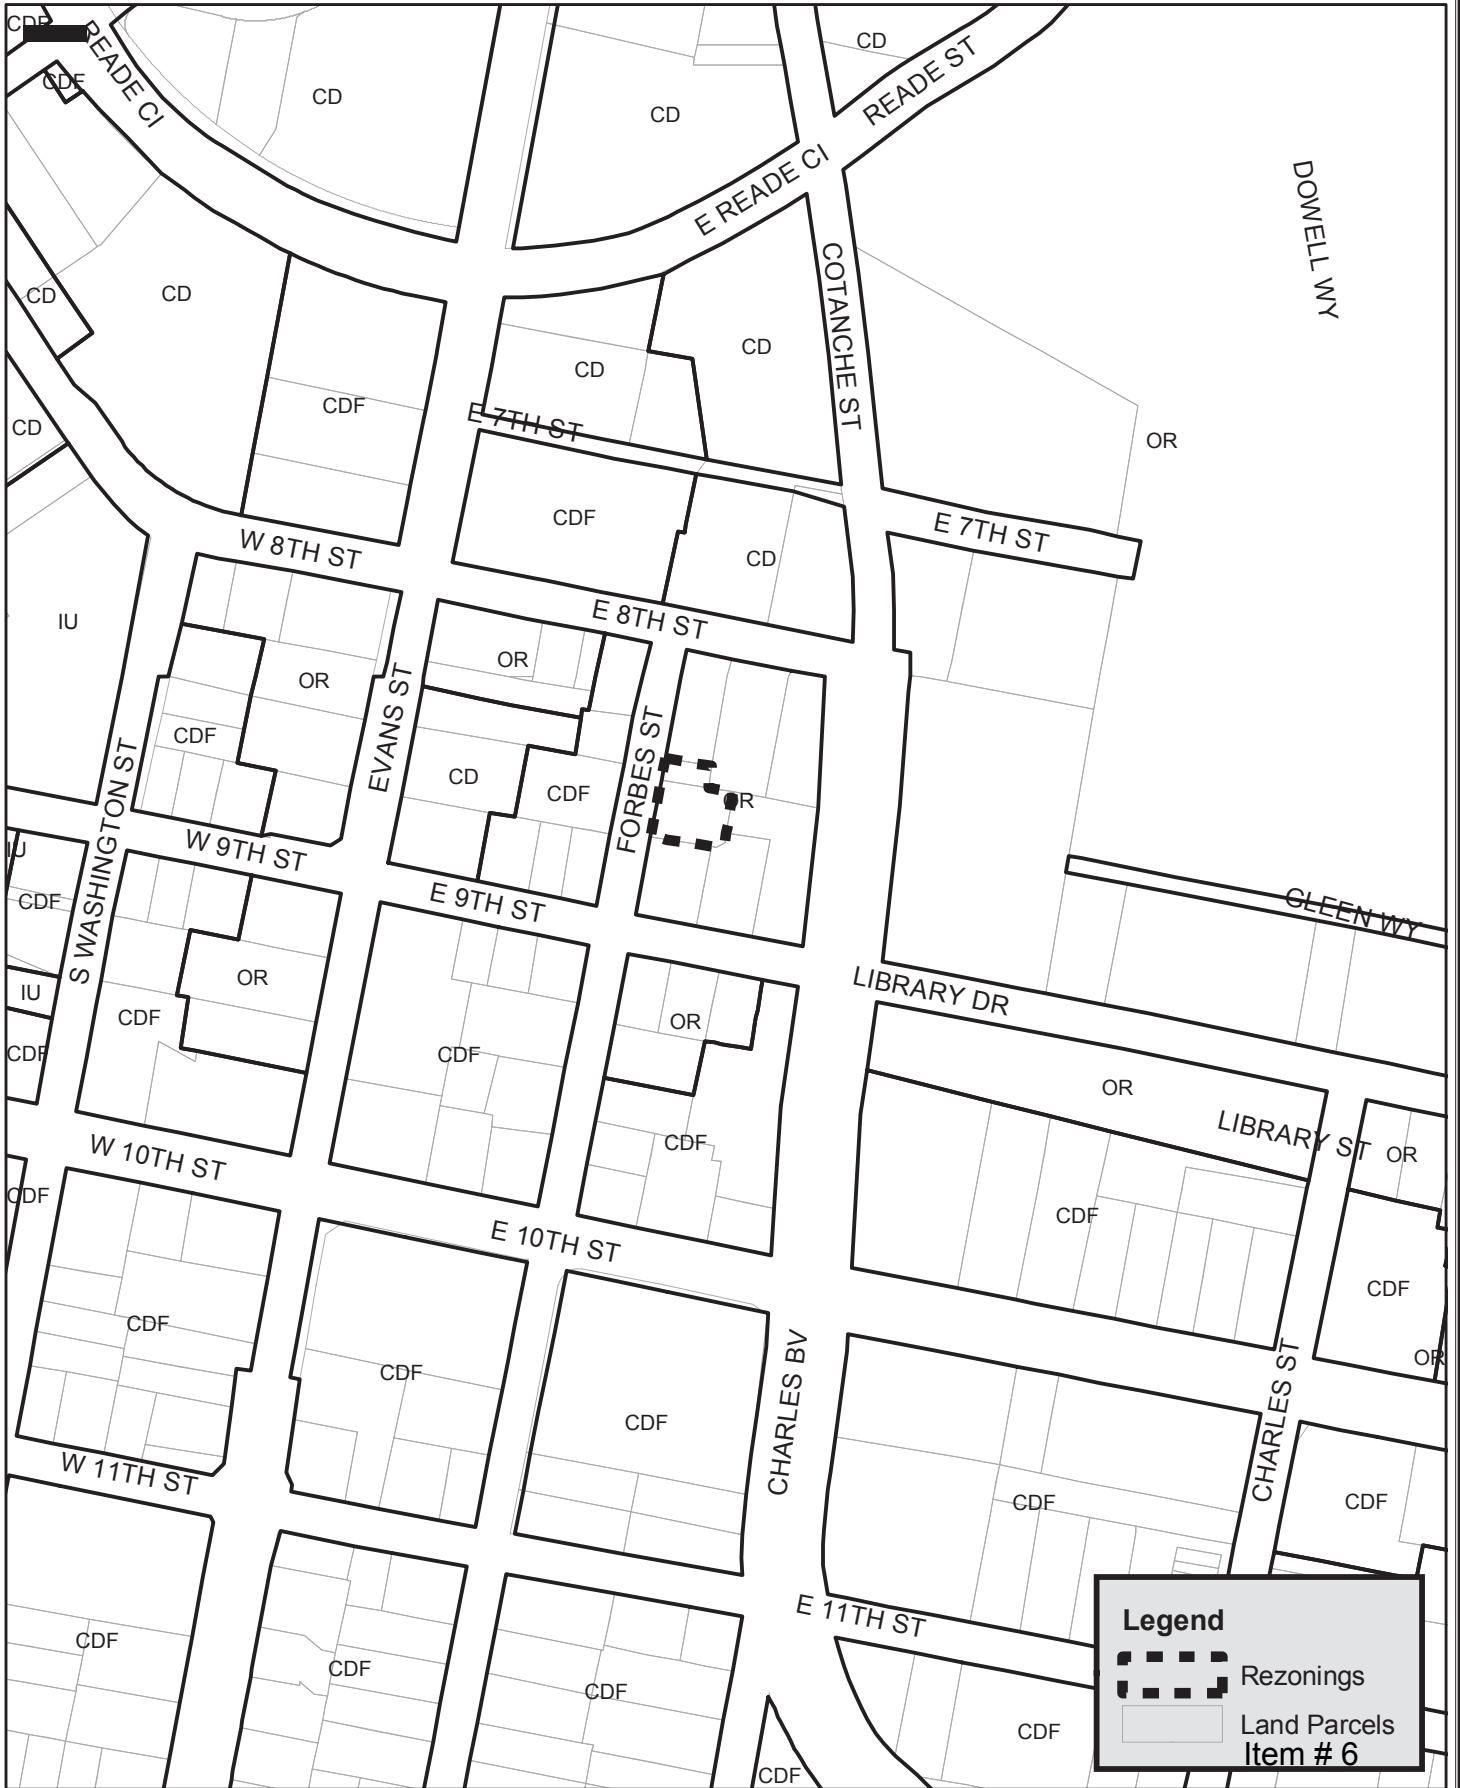 CDF
READE CI
CD
CD
READE ST
CDF
CD
CD
E READE CI
DOWELL WY
COTANCHE ST
CD
CD
CD
CD
CDF
E 7TH ST
CD
OR
CDF
E 7TH ST
W 8TH ST
CD
E 8TH ST
IU
OR
OR
EVANS ST
CDF
CD
CDF
FORBES ST
OR
S WASHINGTON ST
W 9TH ST
IU
CDF
E 9TH ST
GLEEN WY
OR
IU
CDF
LIBRARY DR
OR
CDF
CDF
OR
LIBRARY ST
OR
CDF
W 10TH ST
CDF
CDF
E 10TH ST
CDF
CDF
CDF
CHARLES BV
OR
CDF
CHARLES ST
CDF
W 11TH ST
CDF
CDF
E 11TH ST
CDF
CDF
CDF
CDF
CDF
Legend
Rezonings
Land Parcels
Item # 6